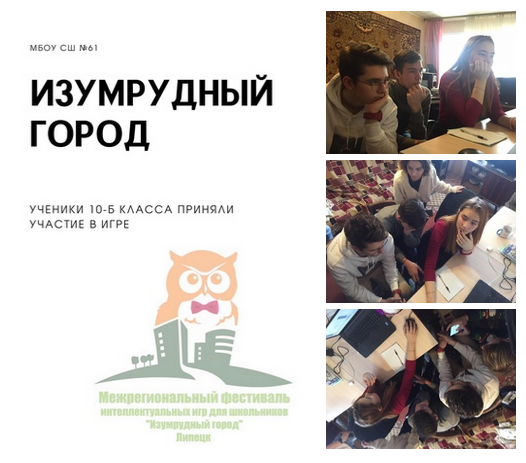 МБОУ СШ №61
ИЗУМРУДНЫЙ
ГОРОД
УЧЕНИКИ 10-Б КЛАССА ПРИНЯЛИ
УЧАСТИЕ В ИГРЕ
Межрегиональный фестиваль
интеллектуальных игр для школьников
"Изумрудный город"
Липецк